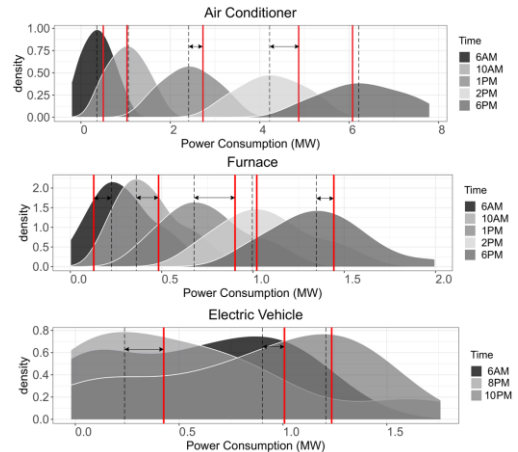 Air Conditioner
1.00
0.75
0.50
0.25
0.00
density
0 2 4 6 8
Power Consumption (MW)
Time
6AM
10AM
1PM
2PM
6PM
Furnace
2.0
1.5
1.0
0.5
0.0
density
0.0 0.5 1.0 1.5 2.0
Power Consumption (MW)
Time
6AM
10AM
1PM
2PM
6PM
Electric Vehicle
0.8
0.6
0.4
0.2
0.0
density
0.0 0.5 1.0 1.5
Power Consumption (MW)
Time
6AM
8PM
10PM